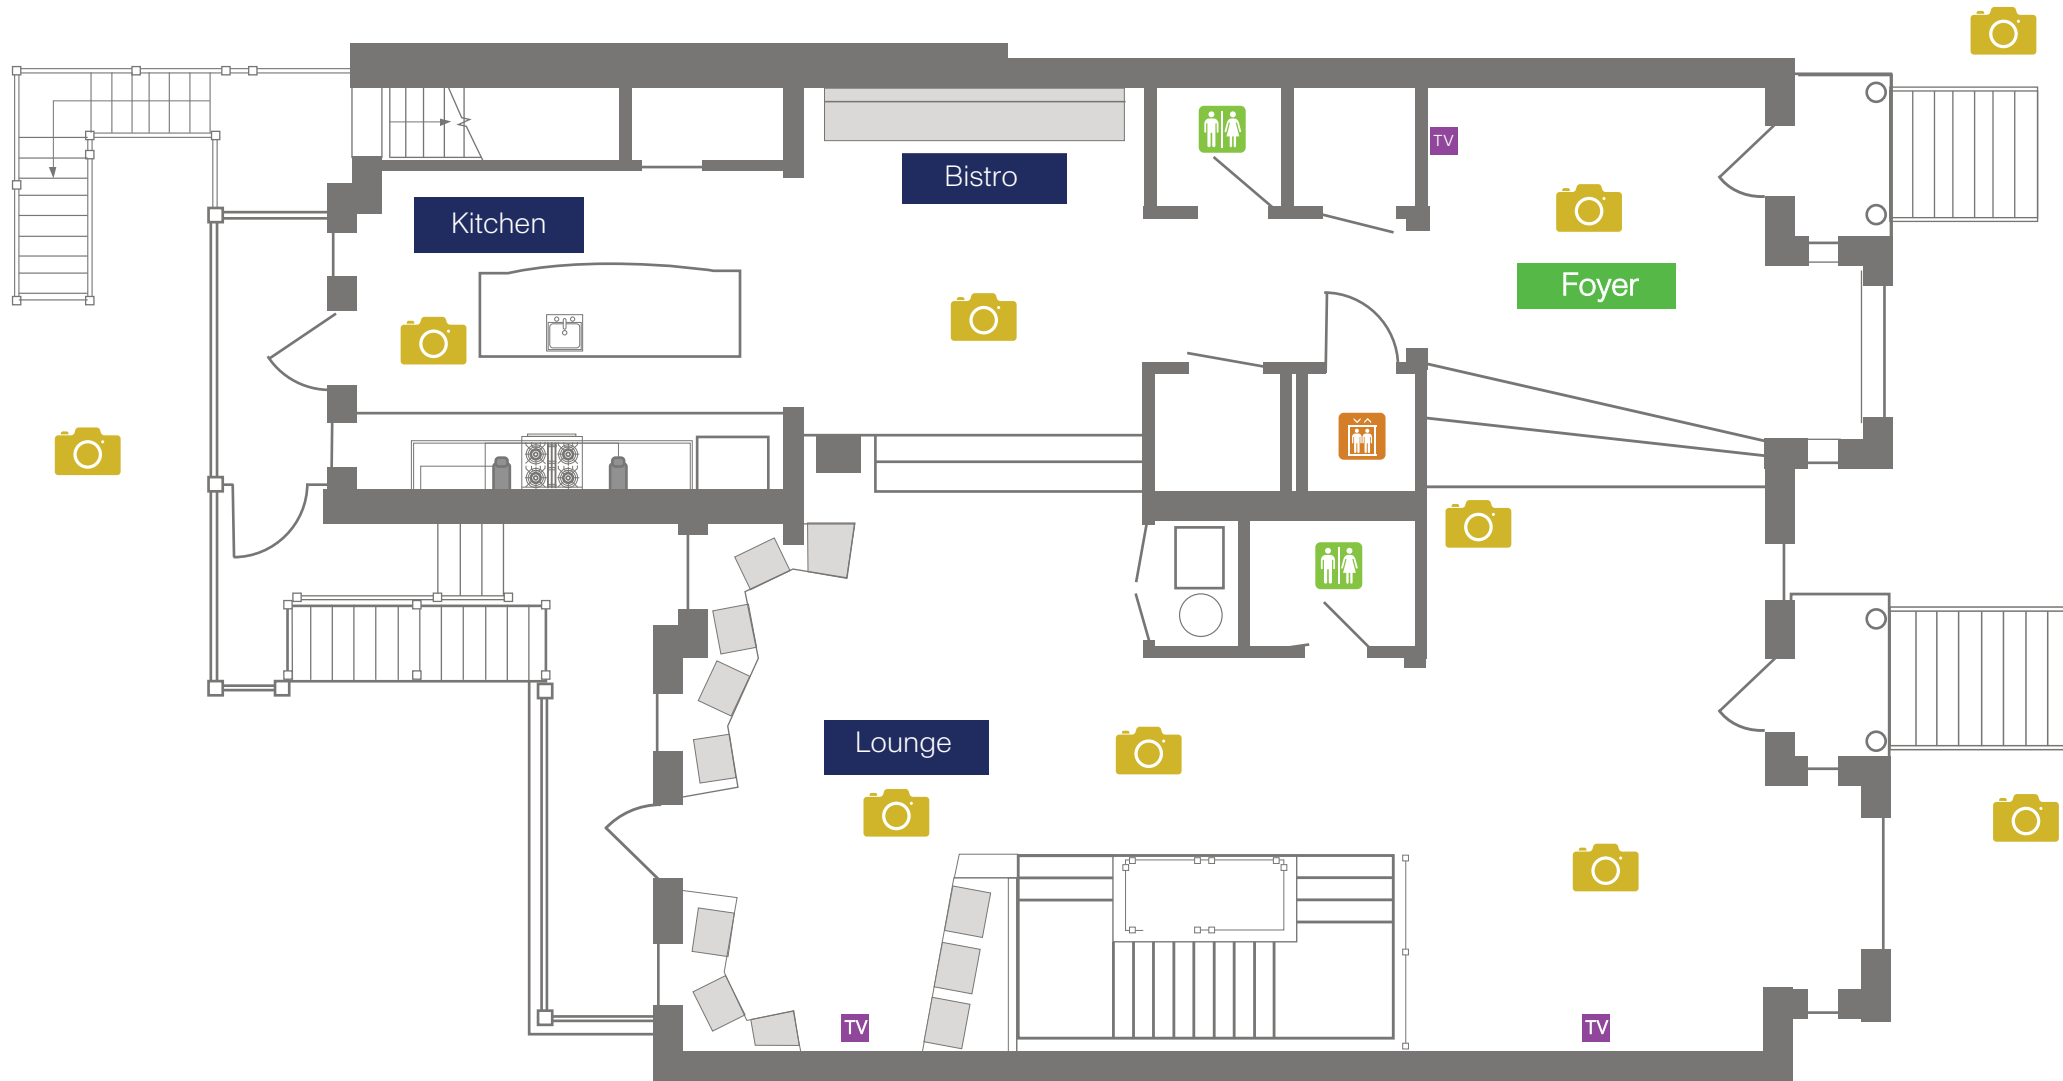 TV
Bistro
Kitchen
Foyer
Lounge
TV
TV